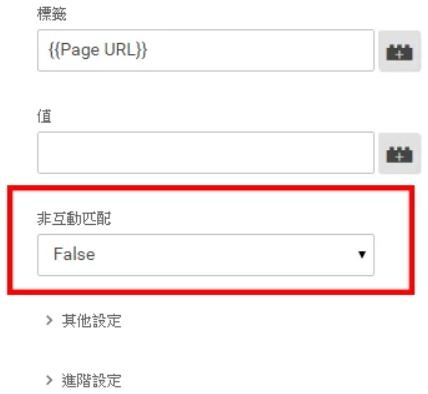 標籤
{{Page URL}}
值
非互動匹配
False
其他設定
進階設定